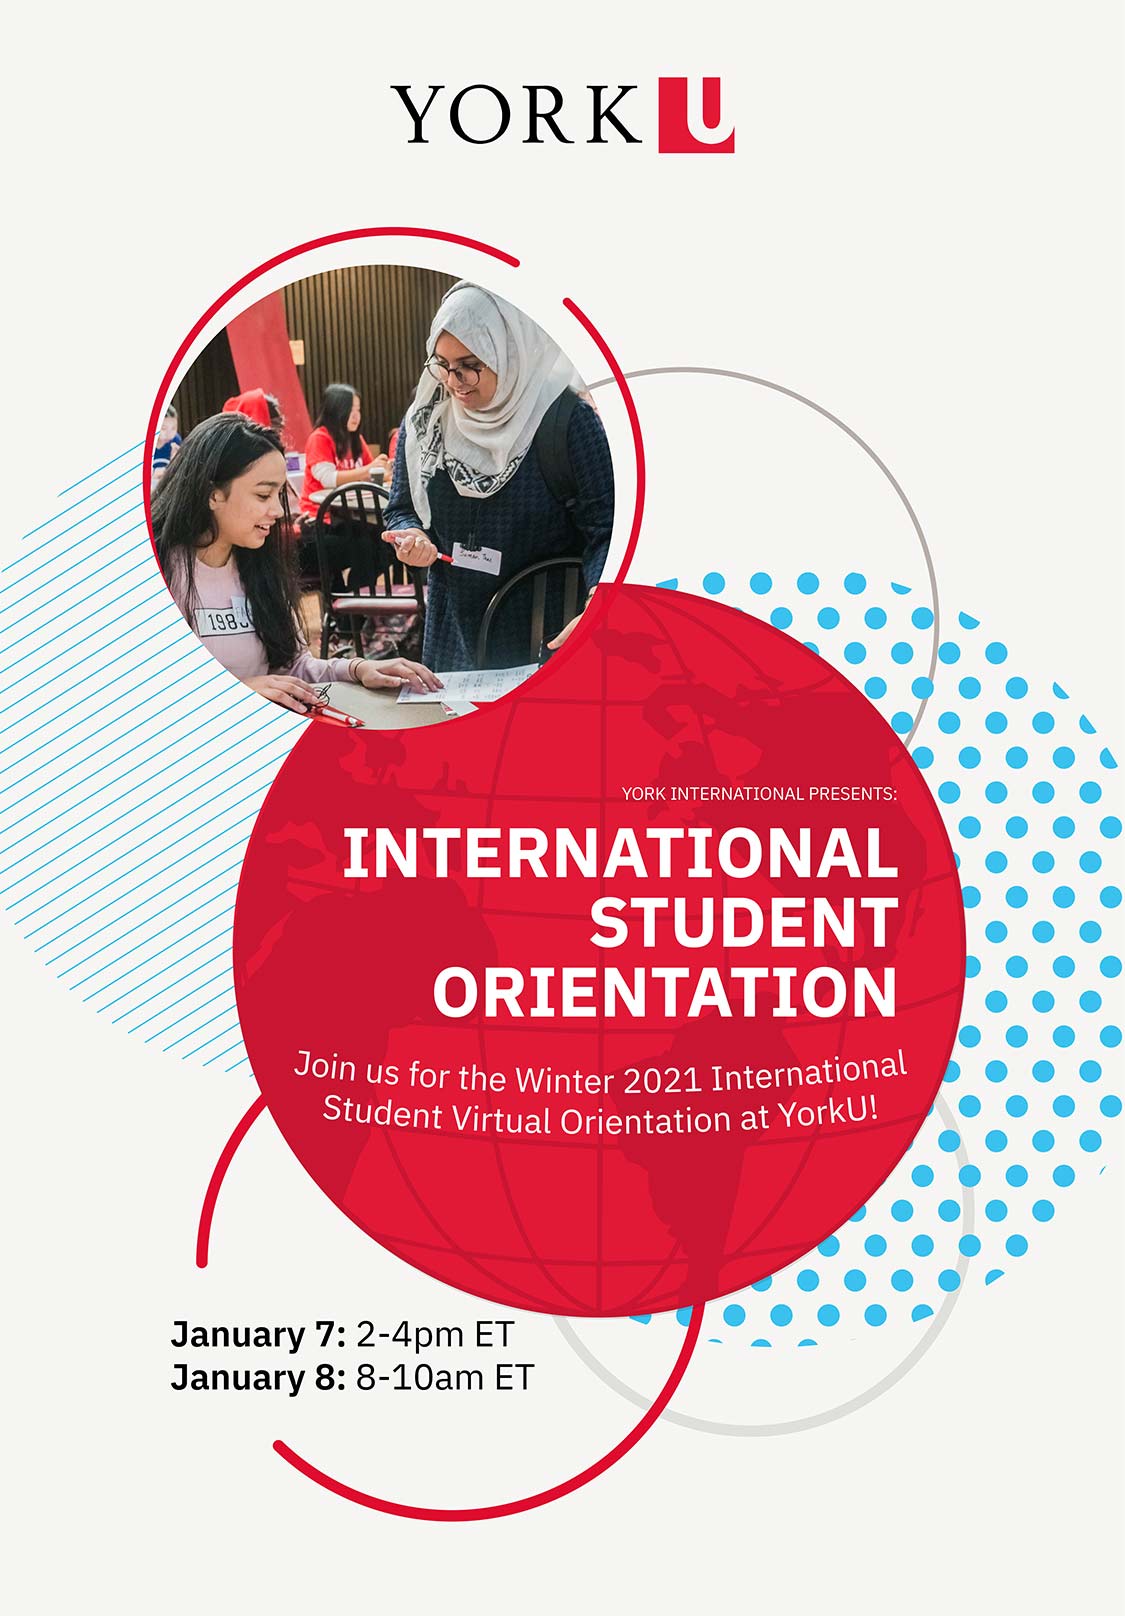 YORK U
198
YORK INTERNATIONAL PRESENTS:
INTERNATIONAL
STUDENT
ORIENTATION
Join us for the Winter 2021 International
Student Virtual Orientation at YorkU!
January 7: 2-4pm ET
January 8: 8-10am ET